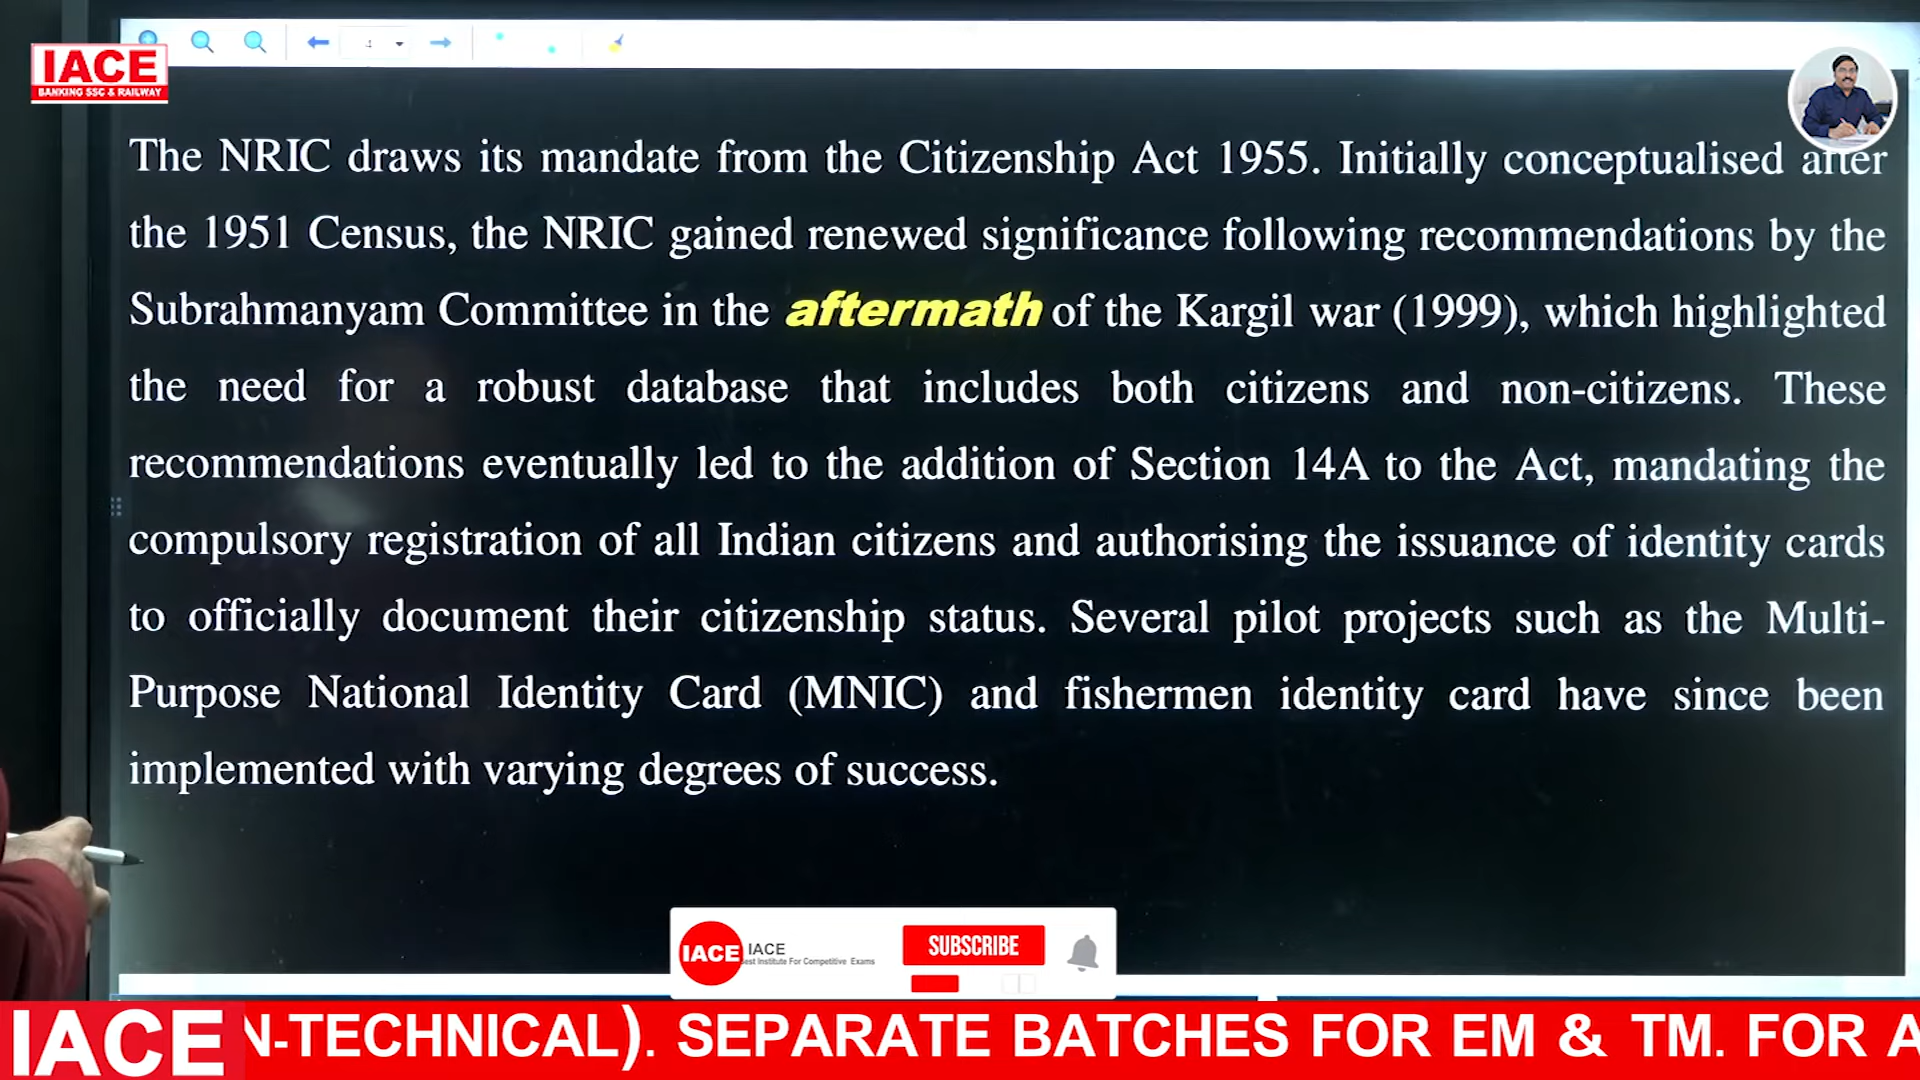 IACE
BANKING SSC & RAILWAY
4
The NRIC draws its mandate from the Citizenship Act 1955. Initially conceptualised after
the 1951 Census, the NRIC gained renewed significance following recommendations by the
Subrahmanyam Committee in the aftermath of the Kargil war (1999), which highlighted
the need for a robust database that includes both citizens and non-citizens. These
recommendations eventually led to the addition of Section 14A to the Act, mandating the
compulsory registration of all Indian citizens and authorising the issuance of identity cards
to officially document their citizenship status. Several pilot projects such as the Multi-
Purpose National Identity Card (MNIC) and fishermen identity card have since been
implemented with varying degrees of success.
IACE
IACE
est Institute For Competitive Exams
SUBSCRIBE
IACE
N-TECHNICAL). SEPARATE BATCHES FOR EM & TM. FOR A